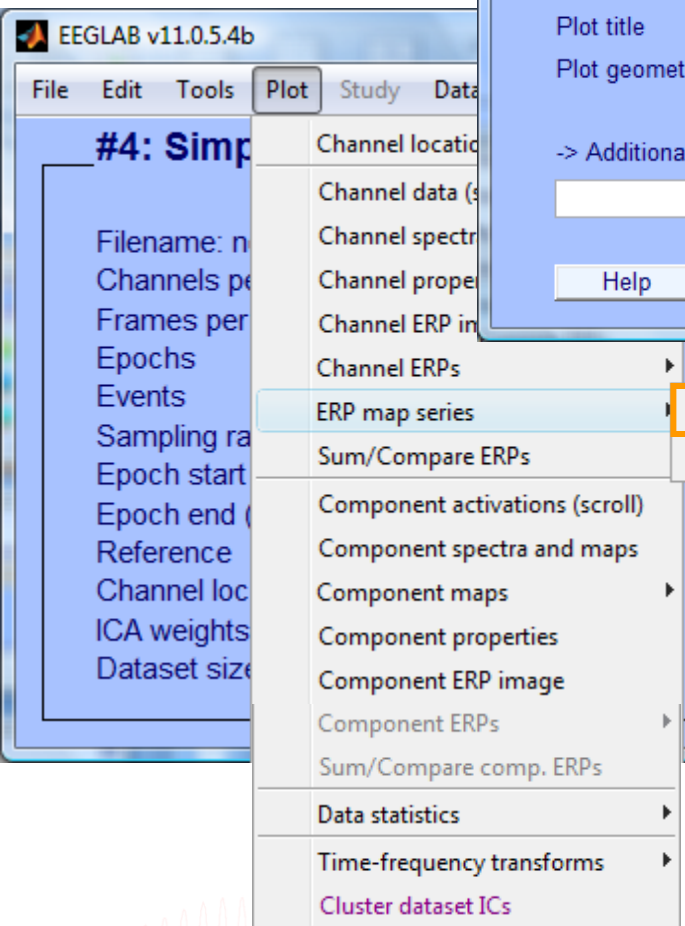 EEGLAB v11.0.5.4b
File Edit Tools Plot Study Data
#4: Simp
Filename: n
Channels pe
Frames per
Epochs
Events
Sampling ra
Epoch start
Epoch end (
Reference
Channel loc
ICA weights
Dataset size
Channel locatio
Channel data (s
Channel spectr
Channel proper
Channel ERP im
Channel ERPs
ERP map series
Sum/Compare ERPs
Component activations (scroll)
Component spectra and maps
Component maps
Component properties
Component ERP image
Component ERPs
Sum/Compare comp. ERPs
Data statistics
Time-frequency transforms
Cluster dataset ICs
Plot title
Plot geomet
-> Additiona
Help